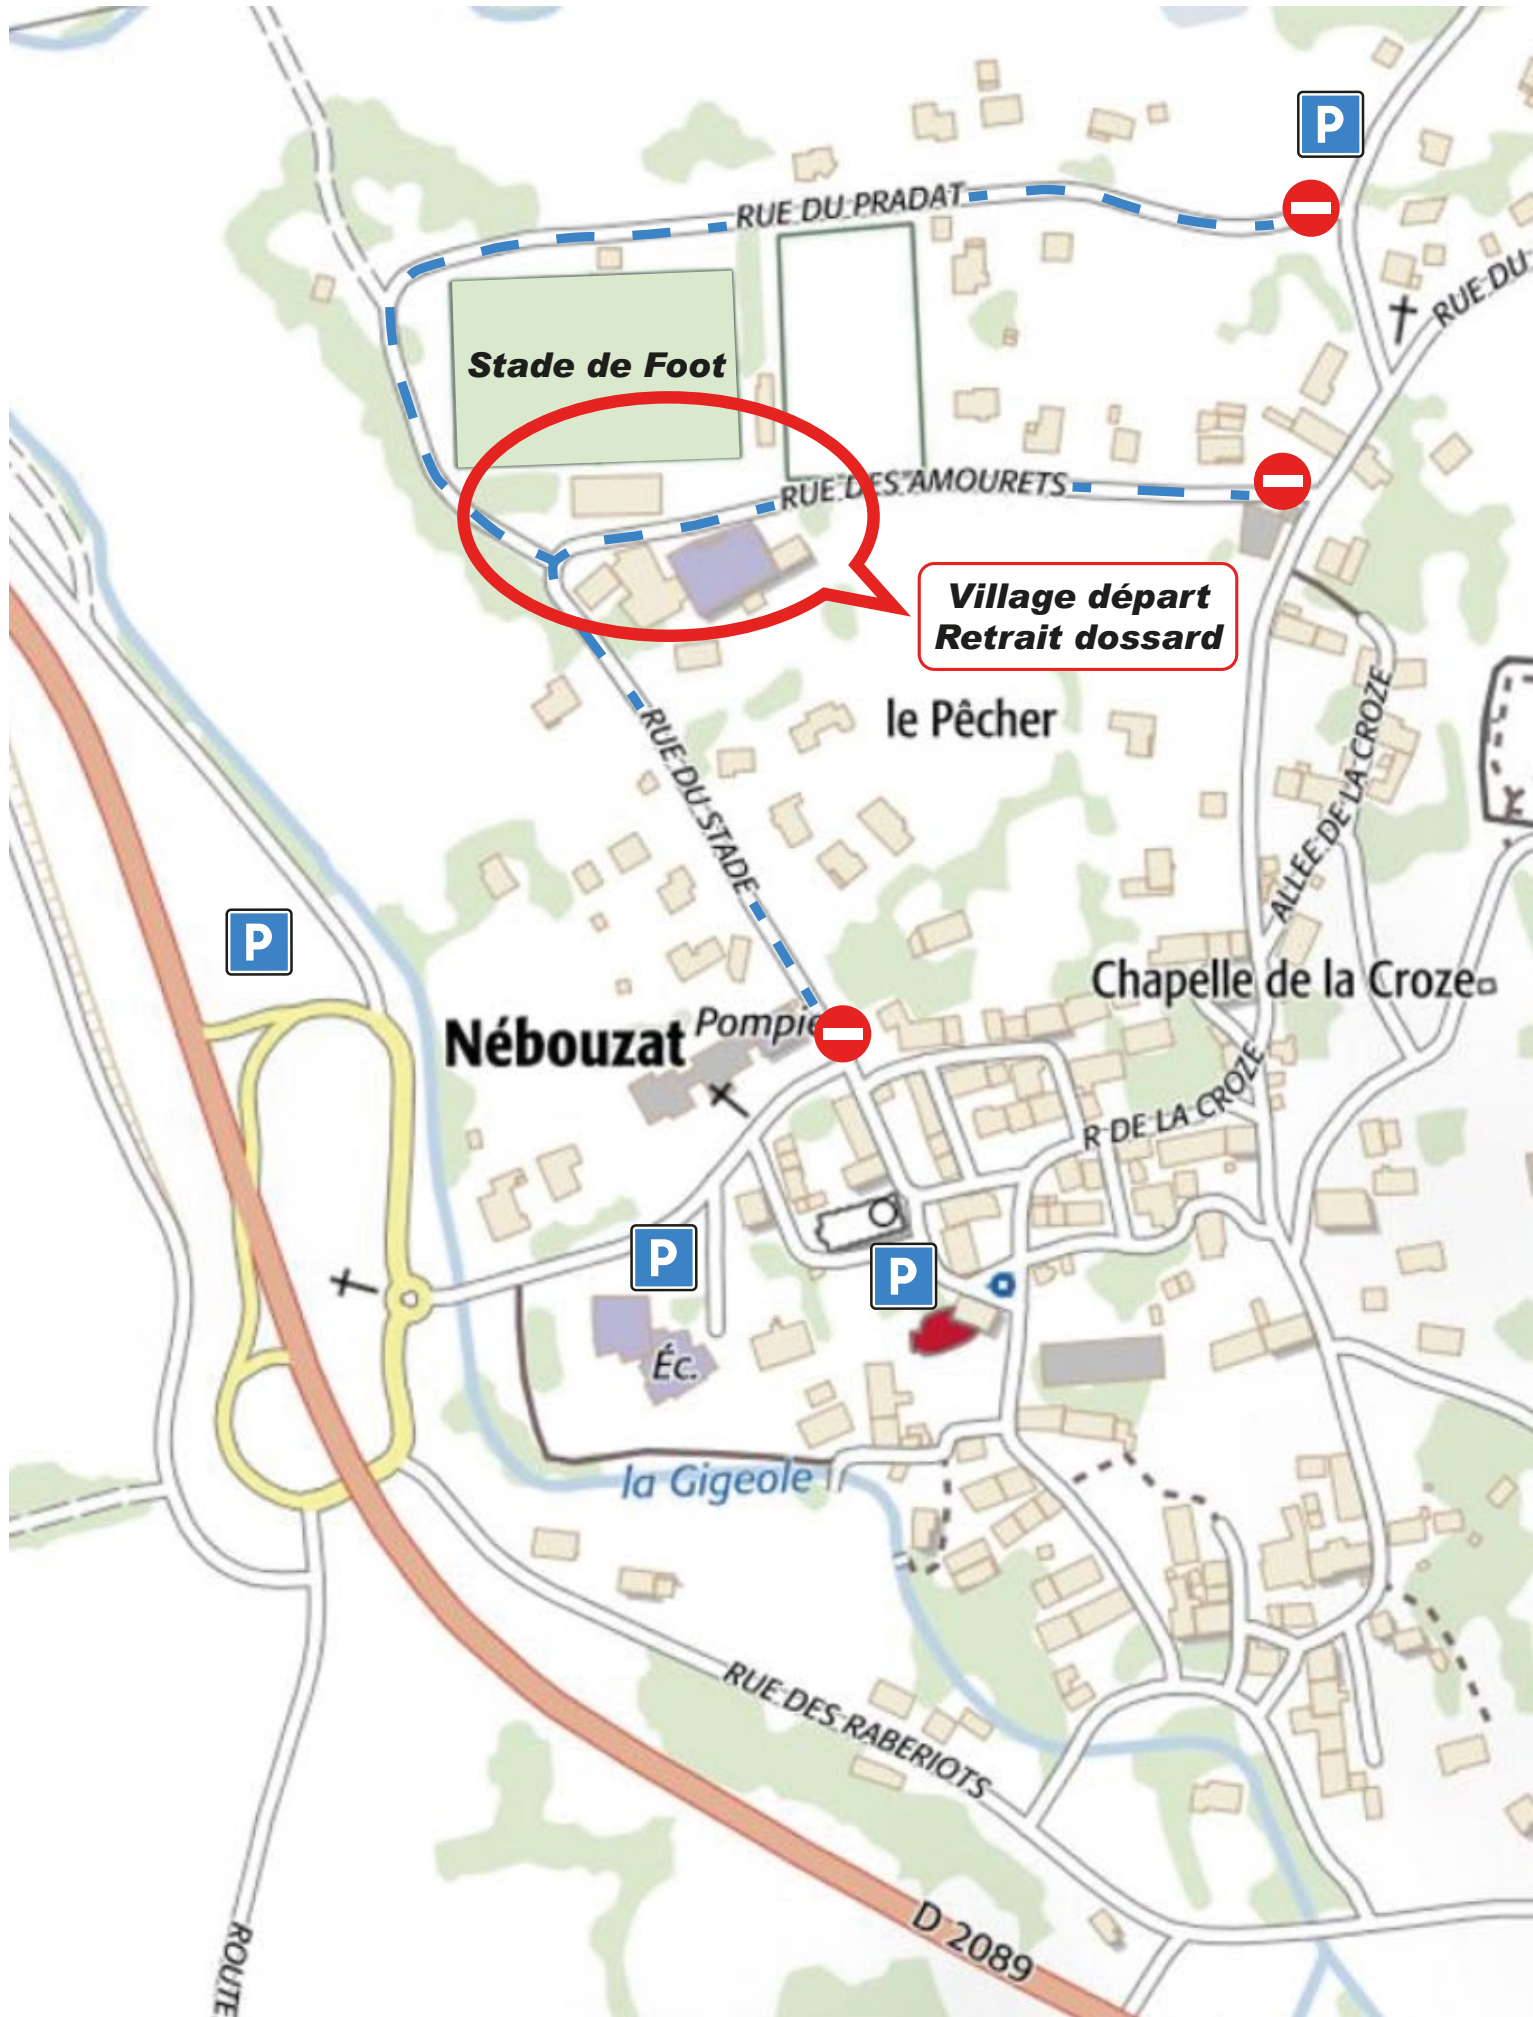 P
RUE DU PRADAT
RUE DU
Stade de Foot
RUE DES AMOURETS
Village départ
Retrait dossard
le Pêcher
RUE DU STADE
ALLEE DE LA CROZE
P
Chapelle de la Croze
Nébouzat
Pompie
R DE LA CROZE
P
P
Éc.
la Gigeole
RUE DES RABERIOTS
D 2089
ROUTE